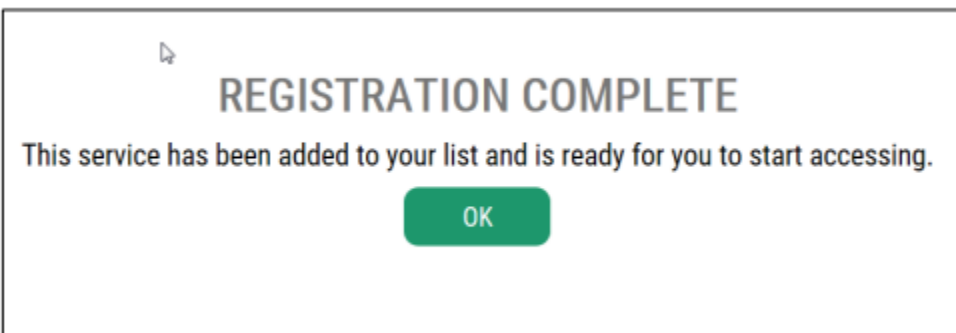 REGISTRATION COMPLETE
This service has been added to your list and is ready for you to start accessing.
OK